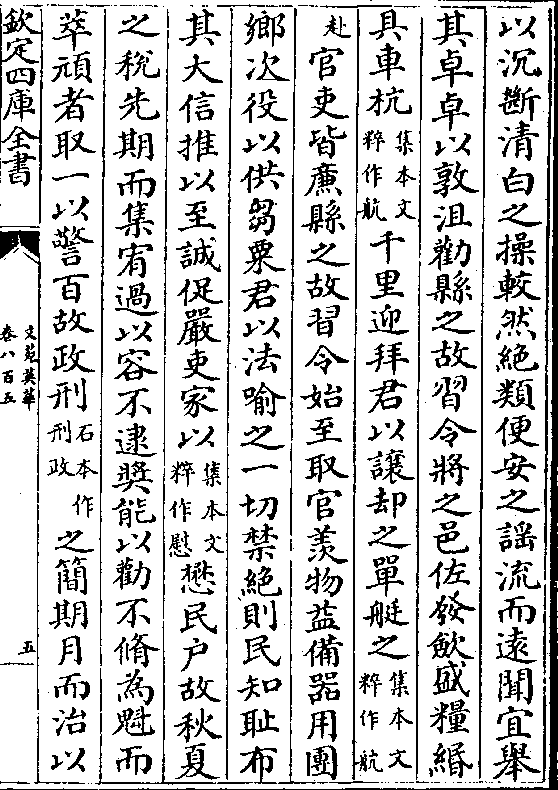 以沉斷清白之操較然絶類便安之謡流而遠聞宜舉
其卓卓以敦沮勸縣之故習令將之邑佐發歛盛糧緡
具車杭集本文粹作航千里迎拜君以讓却之單艇之集本文粹作航
赴官吏皆廉縣之故習令始至取官羨物益備器用團
鄉次役以供芻粟君以法喻之一切禁絶則民知耻布
其大信推以至誠促嚴吏家以集本文粹作慰懋民户故秋夏
之稅先期而集宥過以容不逮奬能以勸不脩為魁而
萃頑者取一以警百故政刑石本作刑政之簡期月而治以
欽定四庫全書
文苑英華
卷八百五
五